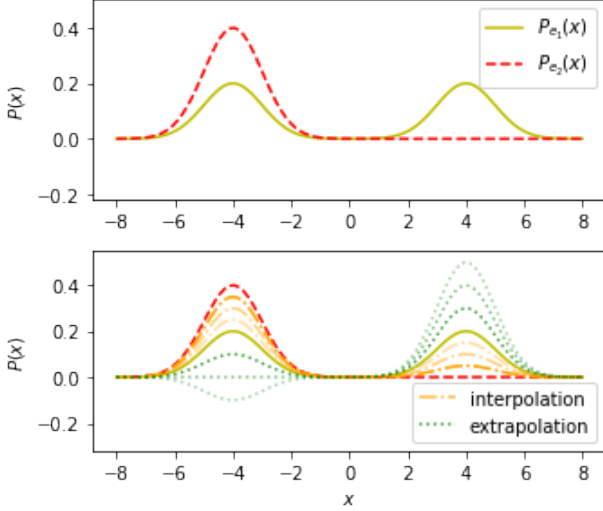 0.4
0.2
0.0
−0.2
P(x)
P_{e_1}(x)
P_{e_2}(x)
−8 −6 −4 −2 0 2 4 6 8
0.4
0.2
0.0
−0.2
P(x)
interpolation
extrapolation
−8 −6 −4 −2 0 2 4 6 8
x